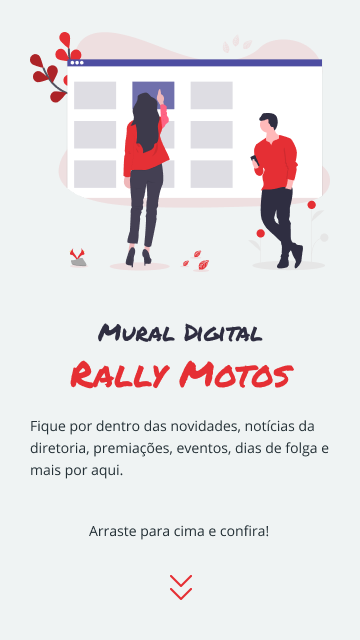 Mural Digital
Rally Motos
Fique por dentro das novidades, notícias da
diretoria, premiações, eventos, dias de folga e
mais por aqui.
Arraste para cima e confira!